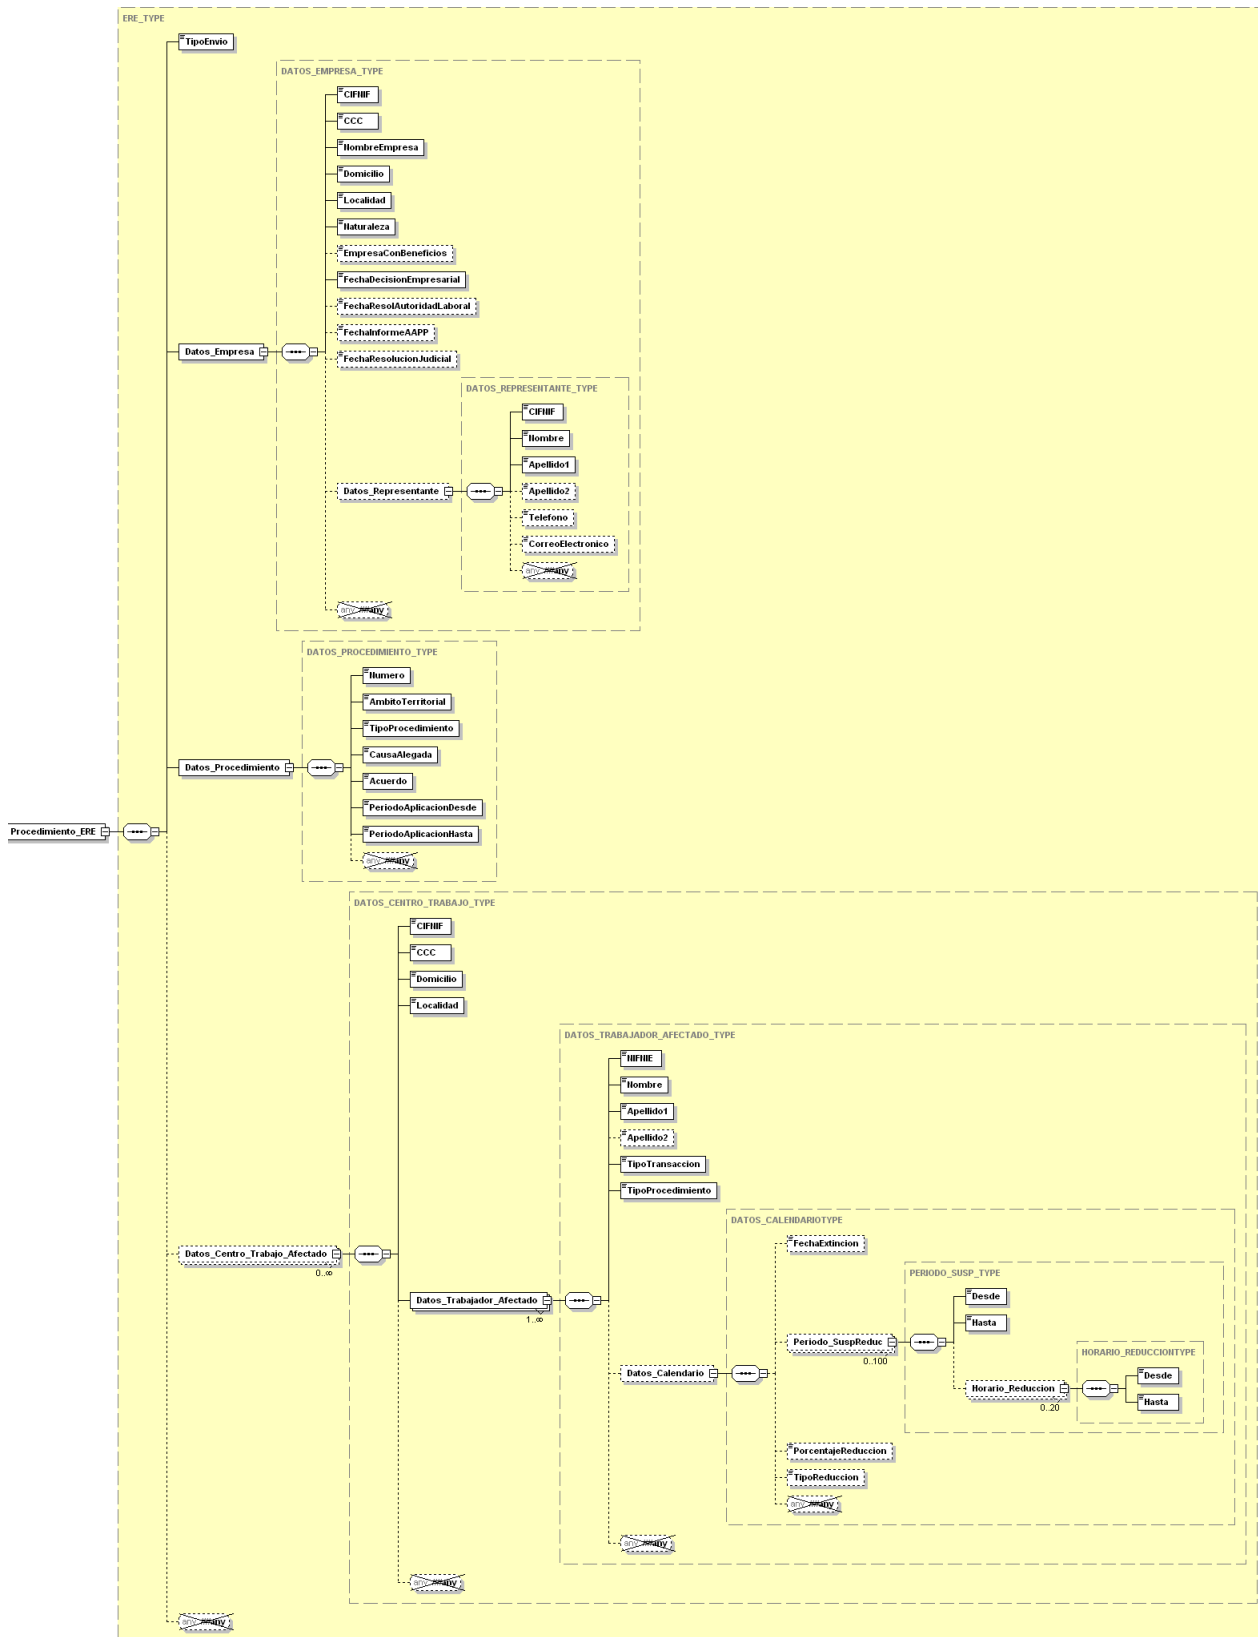 ERE_TYPE
TipoEnvio
DATOS_EMPRESA_TYPE
CIFNIF
CCC
NombreEmpresa
Domicilio
Localidad
Naturaleza
EmpresaConBeneficios
FechaDecisionEmpresarial
FechaResolAutoridadLaboral
FechaInformeAAPP
Datos_Empresa
FechaResolucionJudicial
DATOS_REPRESENTANTE_TYPE
CIFNIF
Nombre
Apellido1
Datos_Representante
Apellido2
Telefono
CorreoElectronico
any ##any
any ##any
DATOS_PROCEDIMIENTO_TYPE
Numero
AmbitoTerritorial
TipoProcedimiento
CausaAlegada
Datos_Procedimiento
Acuerdo
PeriodoAplicacionDesde
Procedimiento_ERE
PeriodoAplicacionHasta
any ##any
DATOS_CENTRO_TRABAJO_TYPE
CIFNIF
CCC
Domicilio
Localidad
DATOS_TRABAJADOR_AFECTADO_TYPE
NIFNIE
Nombre
Apellido1
Apellido2
TipoTransaccion
TipoProcedimiento
DATOS_CALENDARIOTYPE
FechaExtincion
Datos_Centro_Trabajo_Afectado
0..∞
PERIODO_SUSP_TYPE
Desde
Datos_Trabajador_Afectado
1..∞
Hasta
Periodo_SuspReduc
0..100
HORARIO_REDUCCIONTYPE
Desde
Datos_Calendario
Horario_Reduccion
0..20
Hasta
PorcentajeReduccion
TipoReduccion
any ##any
any ##any
any ##any
any ##any